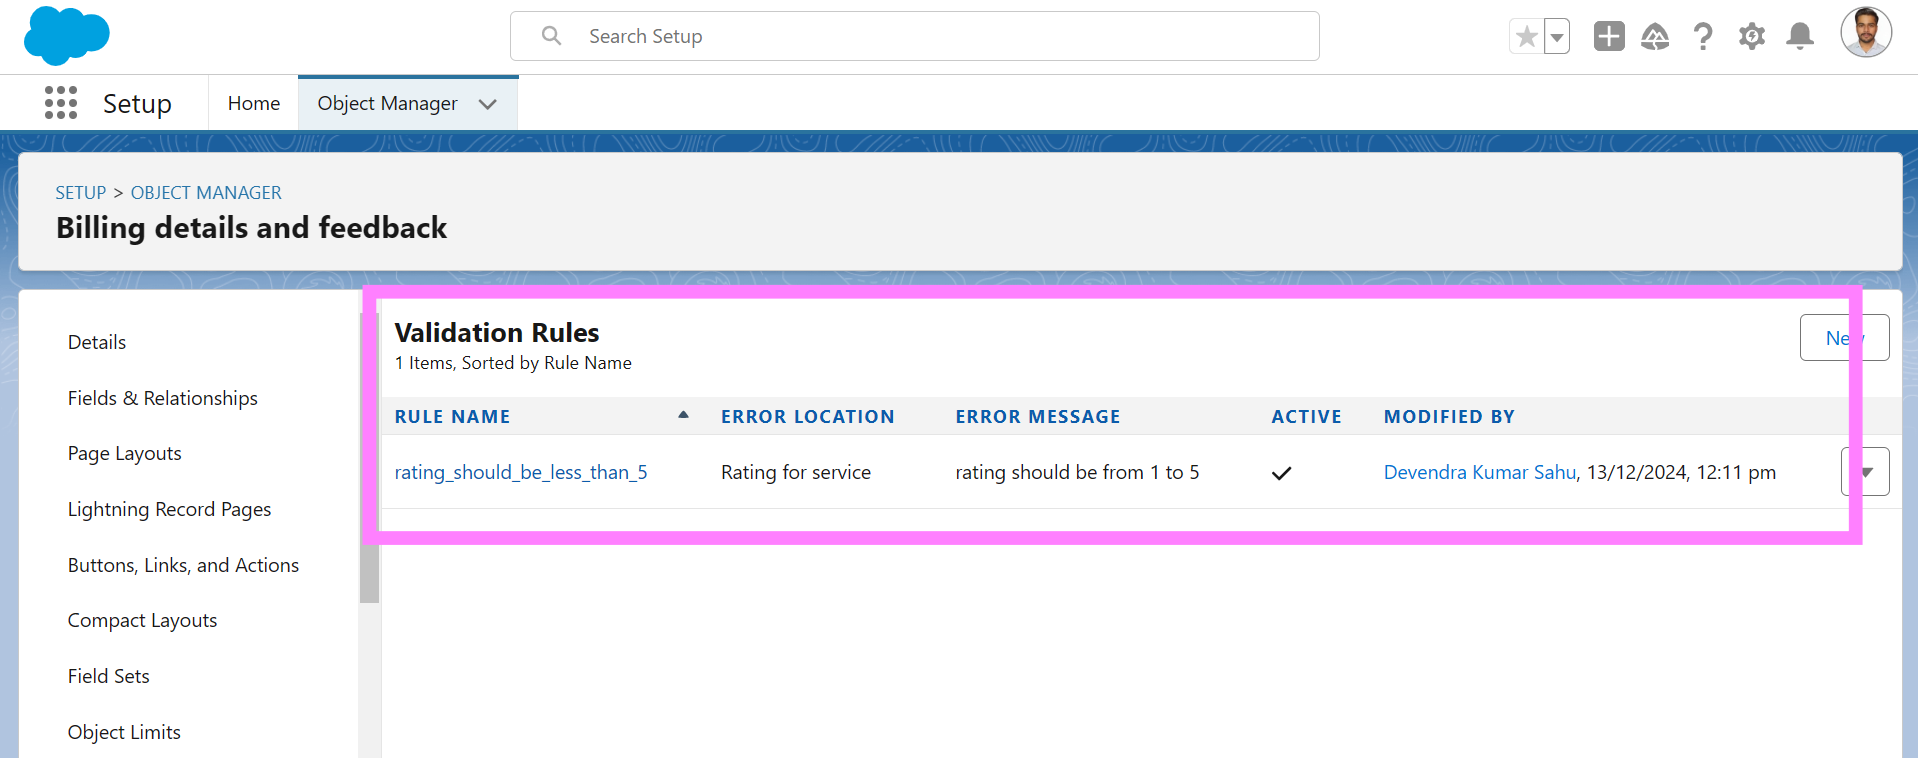 Search Setup
Setup
Home
Object Manager
SETUP > OBJECT MANAGER
Billing details and feedback
Details
Fields & Relationships
Page Layouts
Lightning Record Pages
Buttons, Links, and Actions
Compact Layouts
Field Sets
Object Limits
Validation Rules
1 Items, Sorted by Rule Name
New
RULE NAME ERROR LOCATION ERROR MESSAGE ACTIVE MODIFIED BY
rating_should_be_less_than_5 Rating for service rating should be from 1 to 5 Devendra Kumar Sahu, 13/12/2024, 12:11 pm